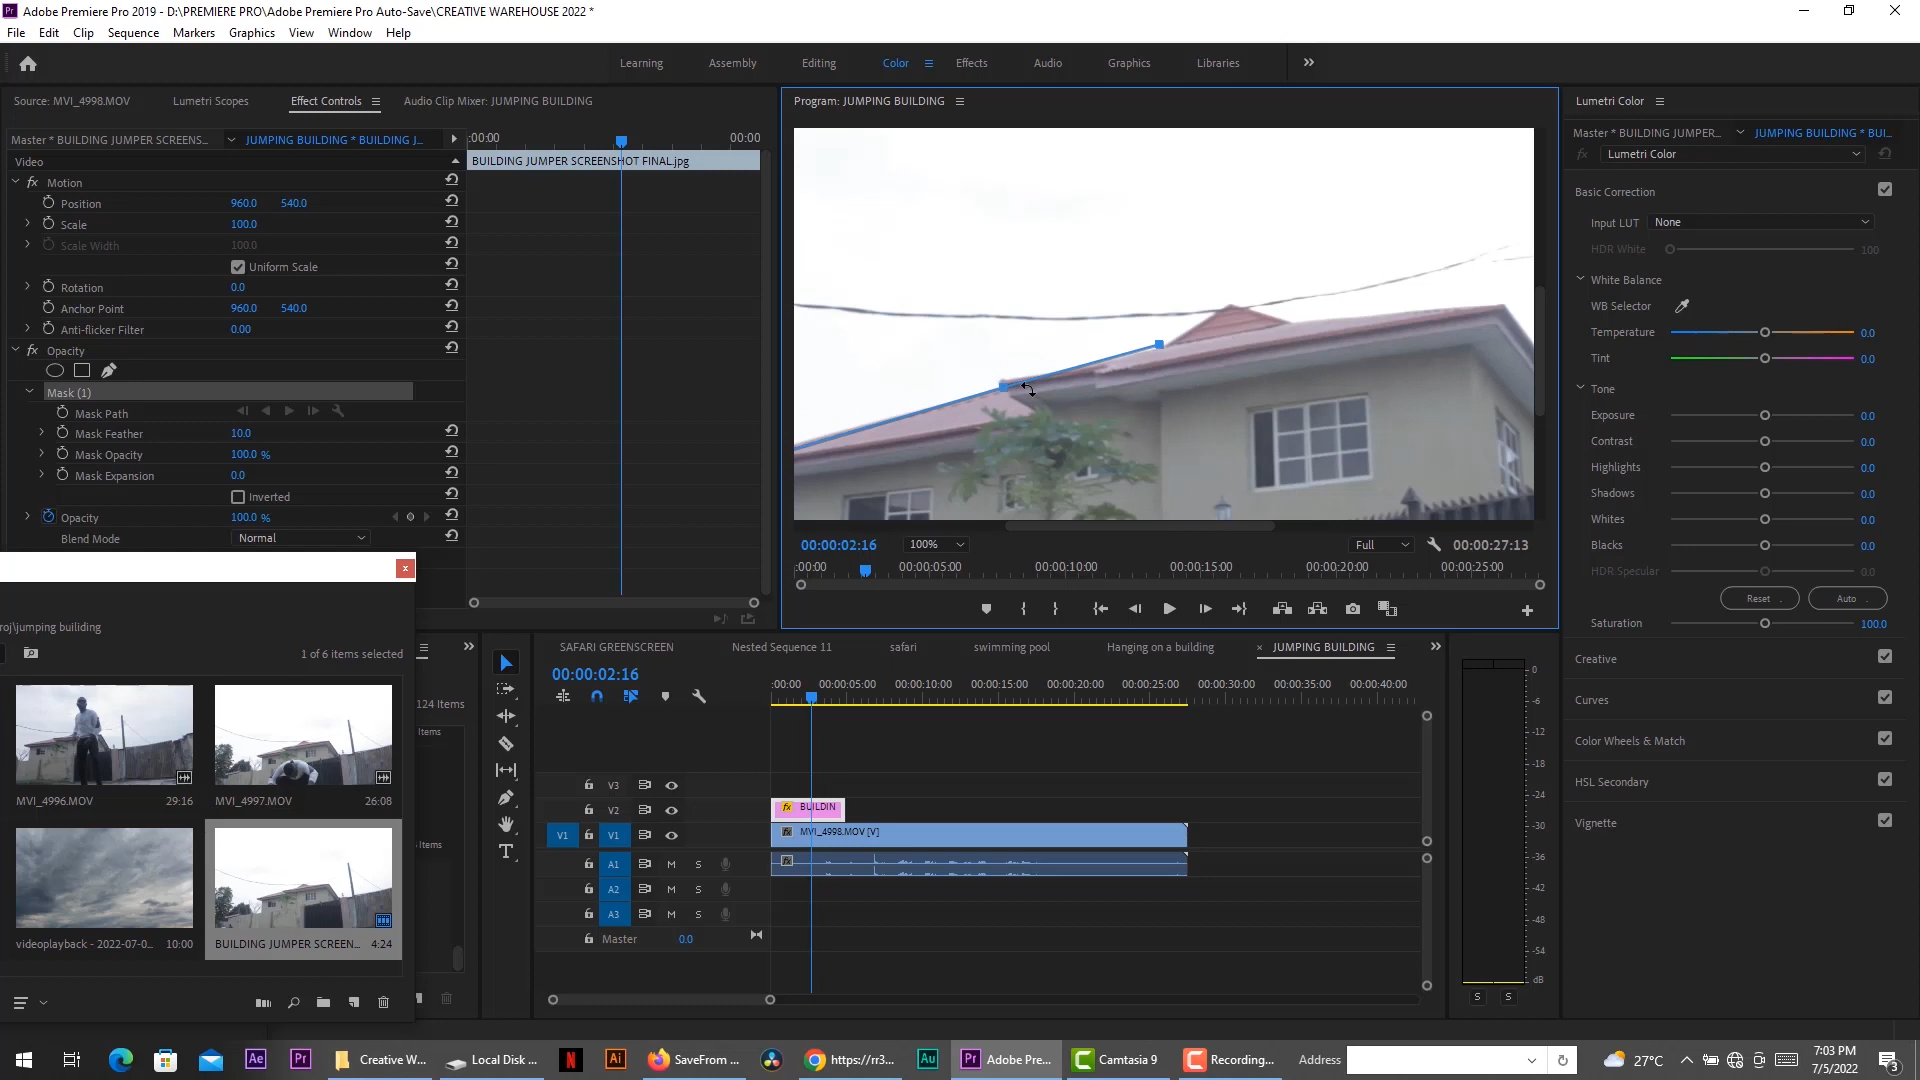 Adobe Premiere Pro 2019 - D:\PREMIERE PRO\Adobe Premiere Pro Auto-Save\CREATIVE WAREHOUSE 2022 *
File Edit Clip Sequence Markers Graphics View Window Help
Learning Assembly Editing Color Effects Audio Graphics Libraries
Source: MVI_4998.MOV Lumetri Scopes Effect Controls Audio Clip Mixer: JUMPING BUILDING
Master * BUILDING JUMPER SCREENS... JUMPING BUILDING * BUILDING J...
:00:00 00:00
Video
BUILDING JUMPER SCREENSHOT FINAL.jpg
fx Motion
Position 960.0 540.0
Scale 100.0
Scale Width 100.0
Uniform Scale
Rotation 0.0
Anchor Point 960.0 540.0
Anti-flicker Filter 0.00
fx Opacity
Mask (1)
Mask Path
Mask Feather 10.0
Mask Opacity 100.0 %
Mask Expansion 0.0
Inverted
Opacity 100.0 %
Blend Mode Normal
Program: JUMPING BUILDING
00:00:02:16 100% Full 00:00:27:13
:00:00 00:00:05:00 00:00:10:00 00:00:15:00 00:00:20:00 00:00:25:00
Lumetri Color
Master * BUILDING JUMPER... JUMPING BUILDING * BUI...
fx Lumetri Color
Basic Correction
Input LUT None
HDR White 100
White Balance
WB Selector
Temperature 0.0
Tint 0.0
Tone
Exposure 0.0
Contrast 0.0
Highlights 0.0
Shadows 0.0
Whites 0.0
Blacks 0.0
HDR Specular 0.0
Reset Auto
Saturation 100.0
Creative
Curves
Color Wheels & Match
HSL Secondary
Vignette
roj\jumping builiding
1 of 6 items selected
124 Items
Items
MVI_4996.MOV 29:16
MVI_4997.MOV 26:08
Items
videoplayback - 2022-07-0... 10:00
BUILDING JUMPER SCREEN... 4:24
SAFARI GREENSCREEN Nested Sequence 11 safari swimming pool Hanging on a building × JUMPING BUILDING
00:00:02:16
:00:00 00:00:05:00 00:00:10:00 00:00:15:00 00:00:20:00 00:00:25:00 00:00:30:00 00:00:35:00 00:00:40:00
V3
V2 fx BUILDIN
V1 V1 fx MVI_4998.MOV [V]
A1 M S fx
A2 M S
A3 M S
Master 0.0
0
-6
-12
-18
-24
-30
-36
-42
-48
-54
dB
S S
Ae Pr Creative W... Local Disk ... N Ai SaveFrom ... https://rr3... Au Pr Adobe Pre... Camtasia 9 Recording... Address 27°C
7:03 PM
7/5/2022
3